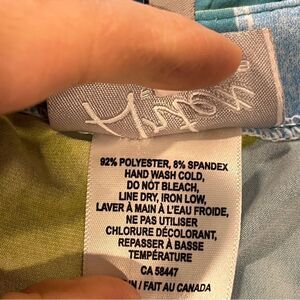 92% POLYESTER, 8% SPANDEX
HAND WASH COLD,
DO NOT BLEACH,
LINE DRY, IRON LOW,
LAVER À MAIN À L'EAU FROIDE,
NE PAS UTILISER
CHLORURE DÉCOLORANT,
REPASSER À BASSE
TEMPÉRATURE
CA 58447
/ FAIT AU CANADA